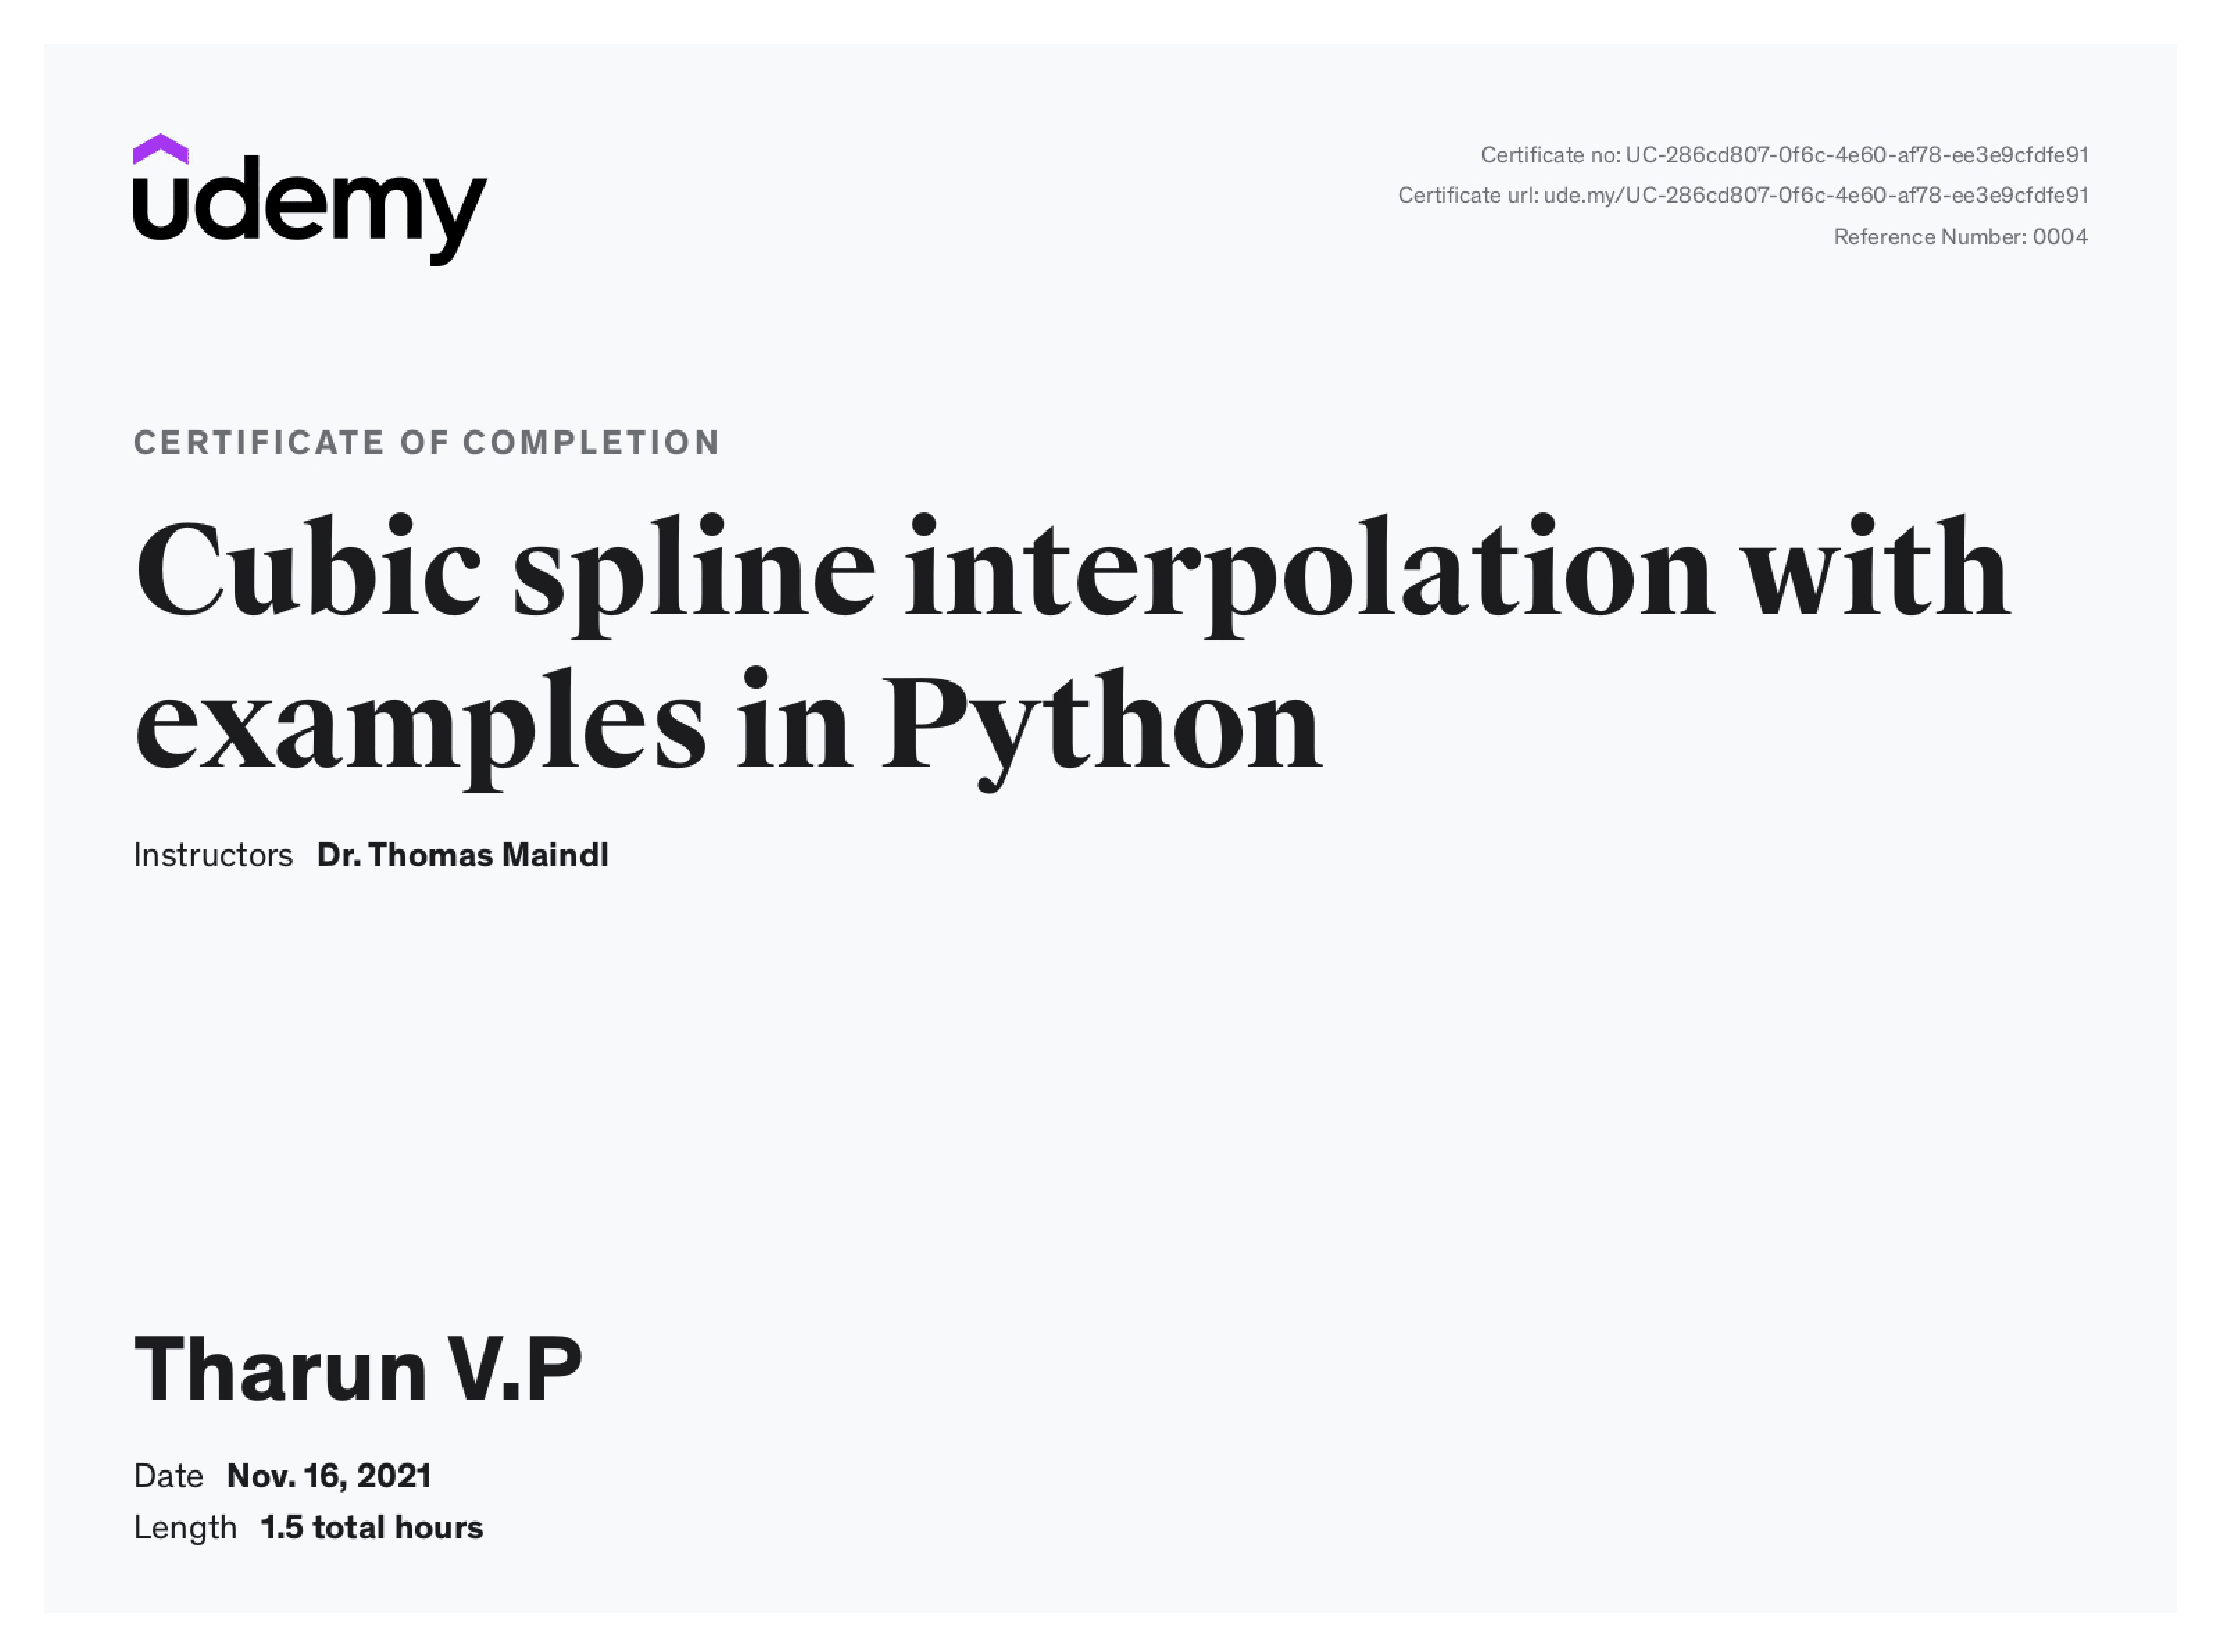 udemy
Certificate no: UC-286cd807-0f6c-4e60-af78-ee3e9cfdfe91
Certificate url: ude.my/UC-286cd807-0f6c-4e60-af78-ee3e9cfdfe91
Reference Number: 0004
CERTIFICATE OF COMPLETION
Cubic spline interpolation with
examples in Python
Instructors Dr. Thomas Maindl
Tharun V.P
Date Nov. 16, 2021
Length 1.5 total hours